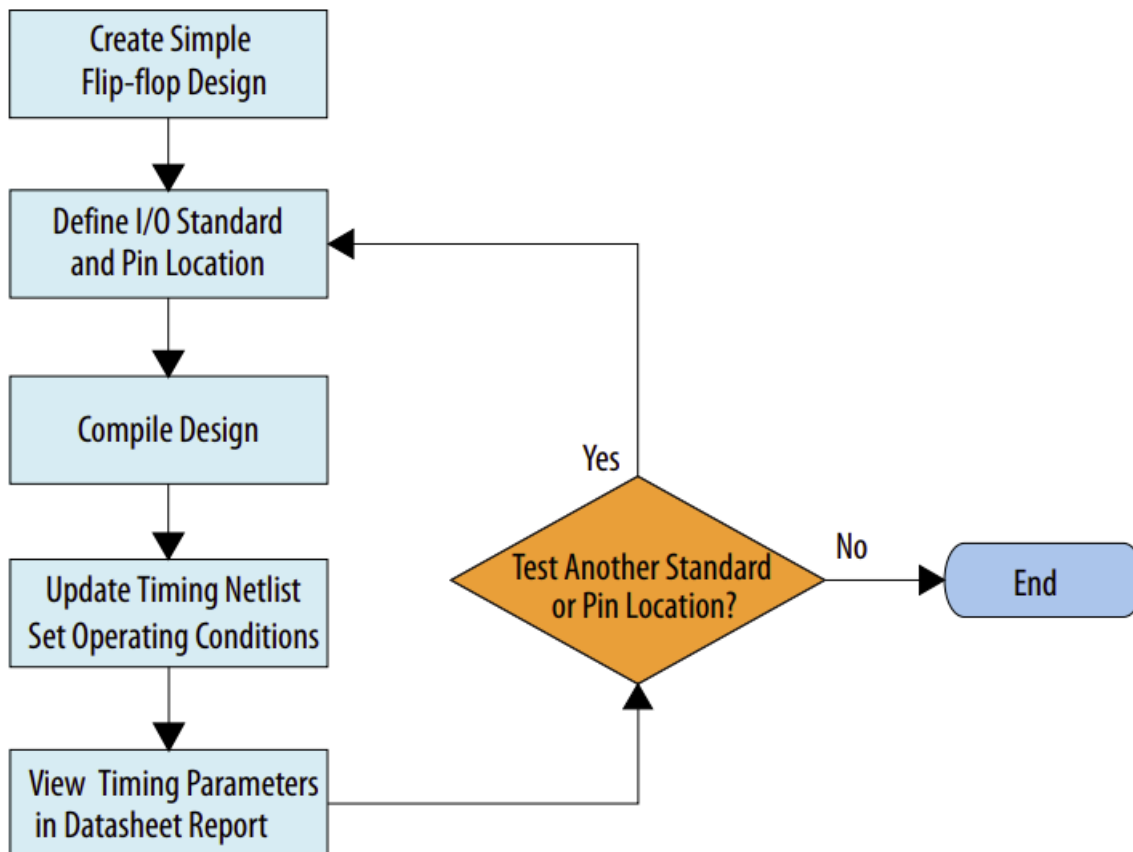 Create Simple
Flip-flop Design
Define I/O Standard
and Pin Location
Compile Design
Update Timing Netlist
Set Operating Conditions
View Timing Parameters
in Datasheet Report
Yes
Test Another Standard
or Pin Location?
No
End